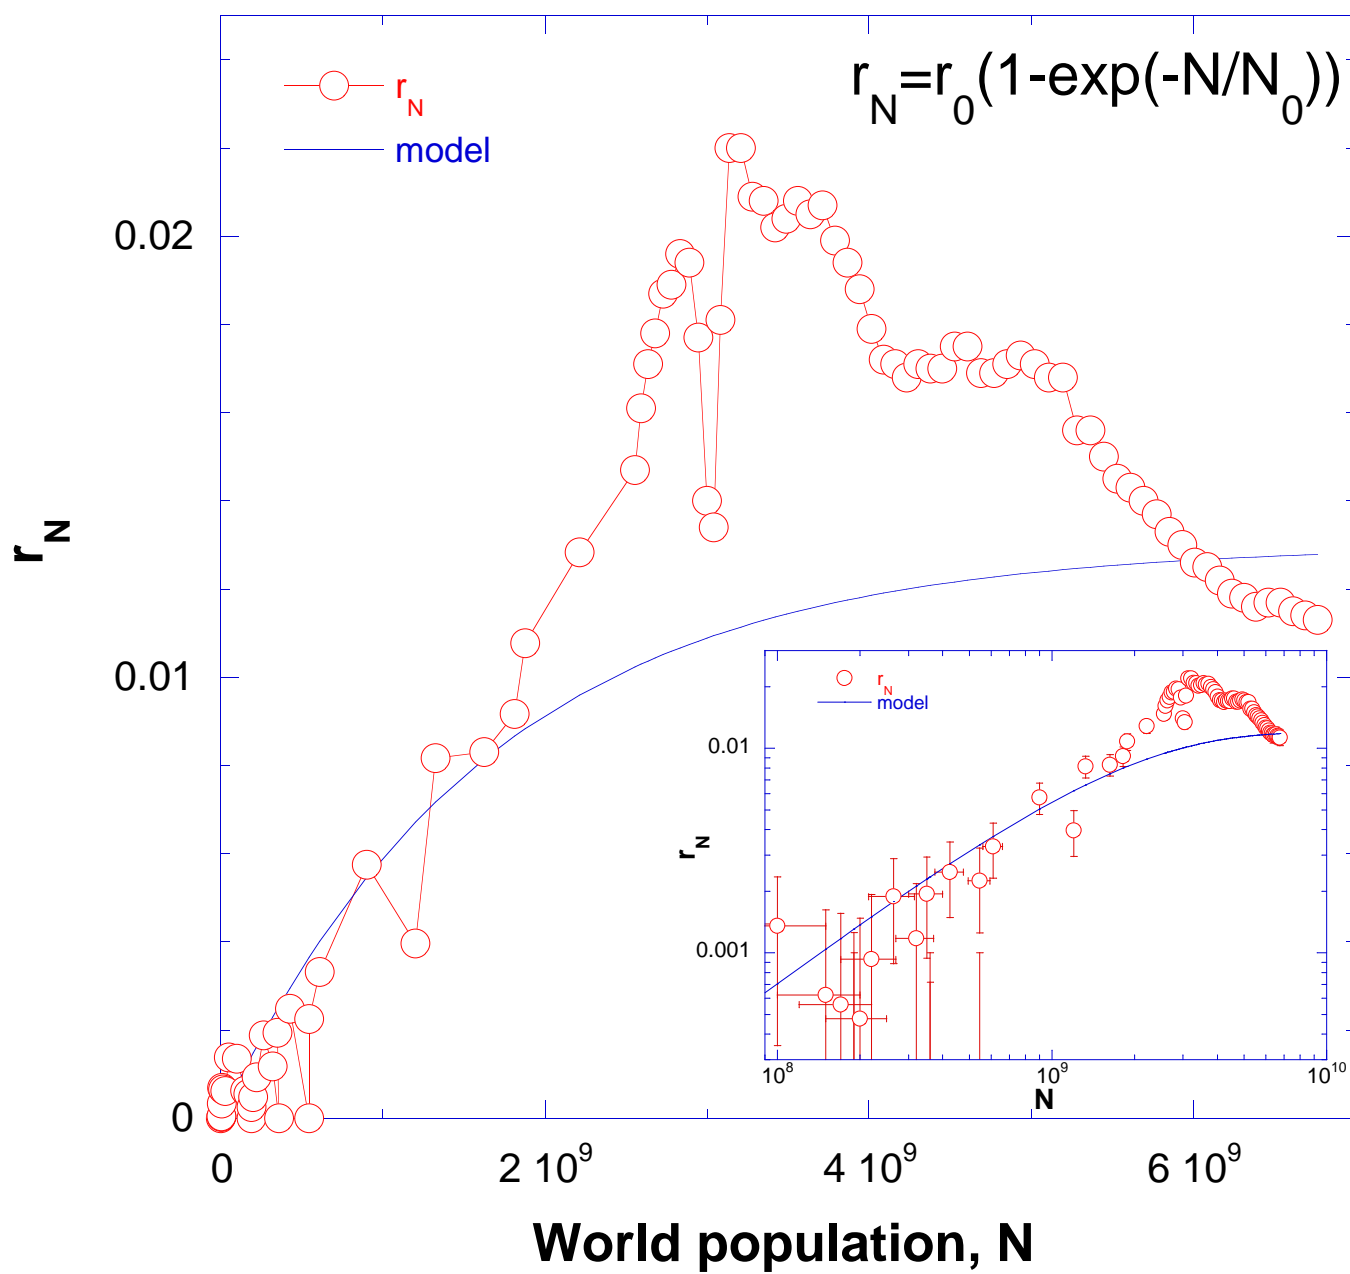 r_N=r_0(1-exp(-N/N_0))
r_N
model
0.02
0.01
0
r_N
0
2 10^9
4 10^9
6 10^9
World population, N
r_N
model
0.01
0.001
r_N
10^8
10^9
10^10
N